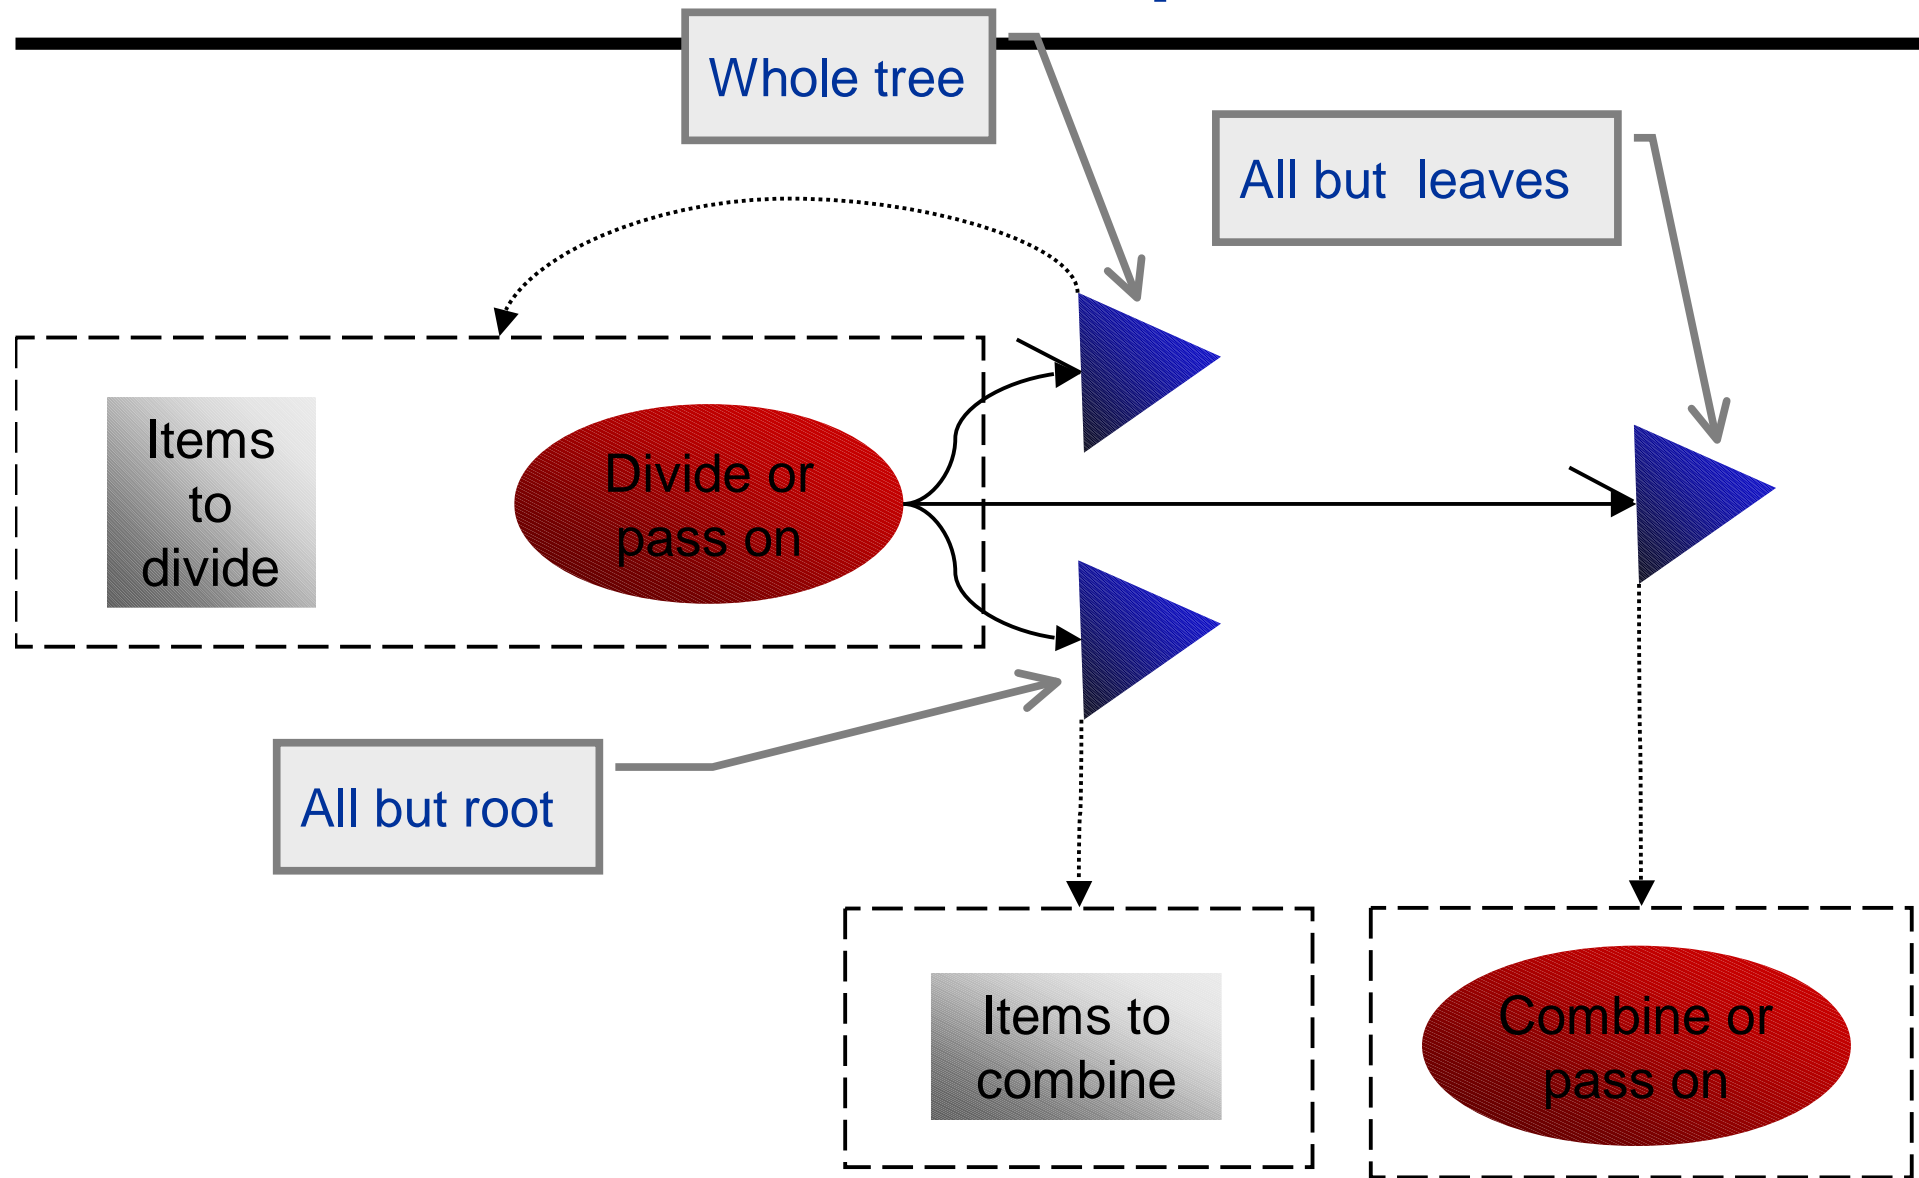 Whole tree
All but leaves
Items
to
divide
Divide or
pass on
All but root
Items to
combine
Combine or
pass on